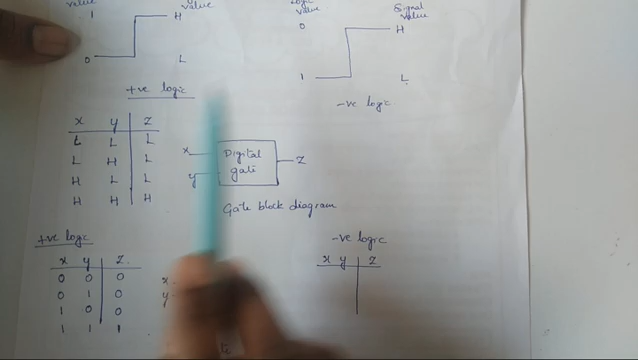 value value Logic Signal
value value
1 H 0 H
0 L 1 L
+ve logic -ve logic
x y z
L L L
L H L
H L L
H H H
x Digital z
y gate
Gate block diagram
+ve logic -ve logic
x y z x y z
0 0 0 x
0 1 0 y
1 0 0
1 1 1